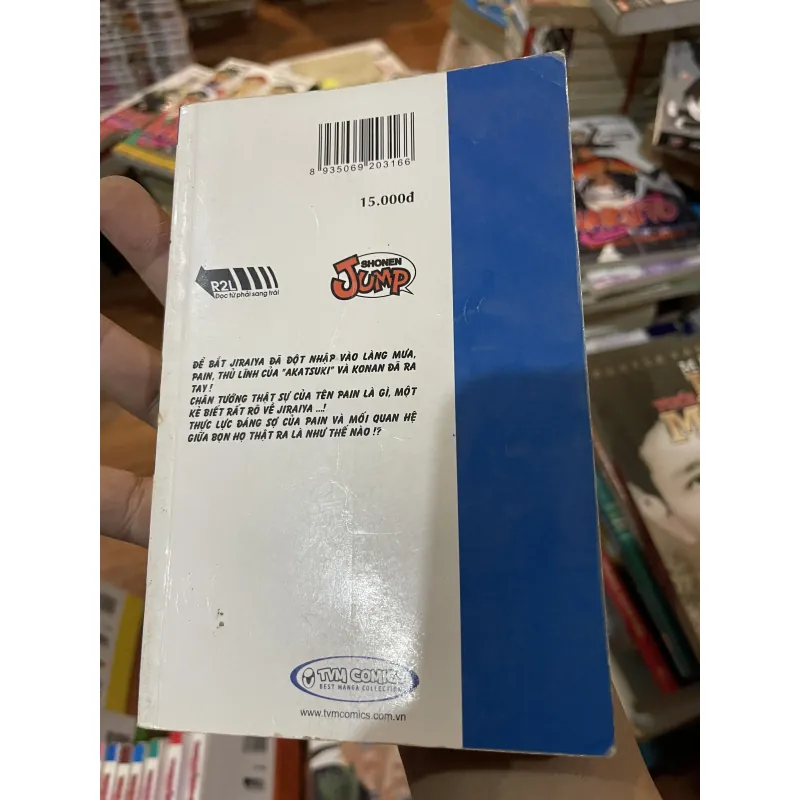 8 935069 203166
15.000đ
R2L
Đọc từ phải sang trái
SHONEN
JUMP
ĐỂ BẮT JIRAIYA ĐÃ ĐỘT NHẬP VÀO LÀNG MƯA,
PAIN, THỦ LĨNH CỦA "AKATSUKI" VÀ KONAN ĐÃ RA
TAY !
CHÂN TƯỚNG THẬT SỰ CỦA TÊN PAIN LÀ GÌ, MỘT
KẺ BIẾT RẤT RÕ VỀ JIRAIYA ...!
THỰC LỰC ĐÁNG SỢ CỦA PAIN VÀ MỐI QUAN HỆ
GIỮA BỌN HỌ THẬT RA LÀ NHƯ THẾ NÀO !?
TVM COMICS
BEST MANGA COLLECTION
www.tvmcomics.com.vn